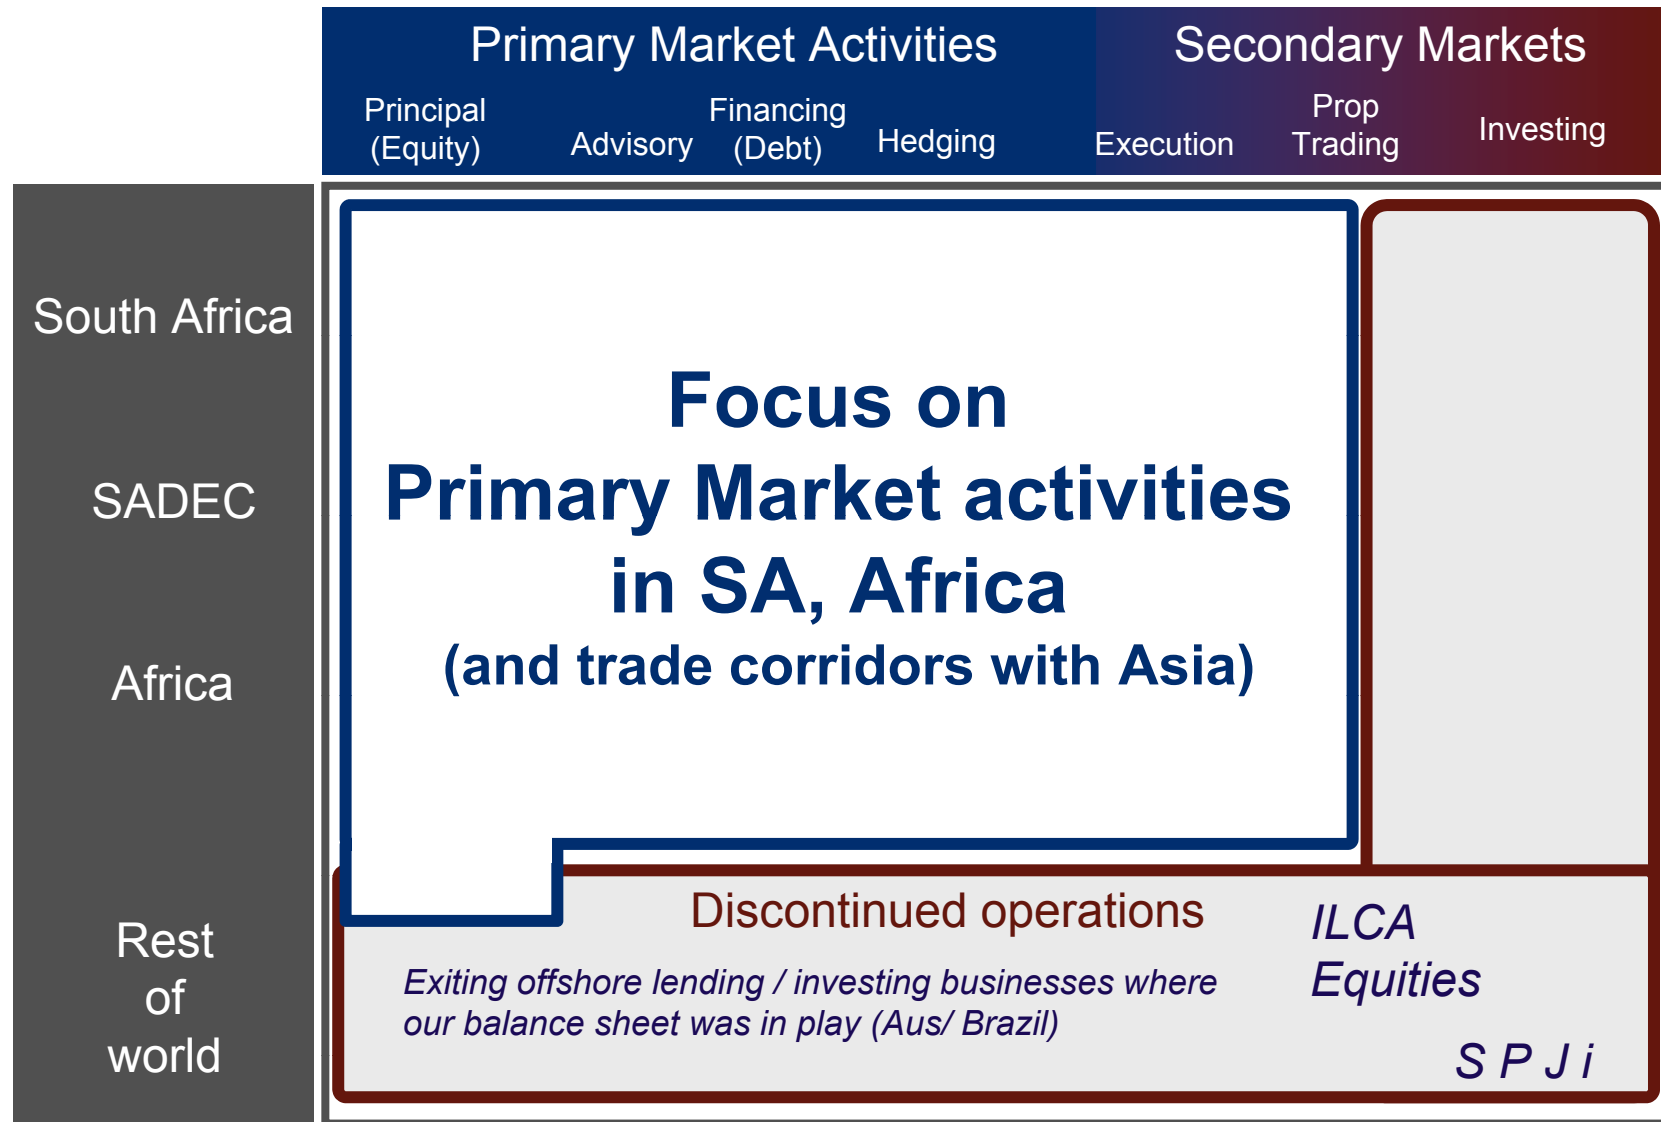 Primary Market Activities
Secondary Markets
Principal
(Equity)
Advisory
Financing
(Debt)
Hedging
Execution
Prop
Trading
Investing
South Africa
SADEC
Africa
Rest
of
world
Focus on
Primary Market activities
in SA, Africa
(and trade corridors with Asia)
Discontinued operations
Exiting offshore lending / investing businesses where
our balance sheet was in play (Aus/ Brazil)
ILCA
Equities
S P J i